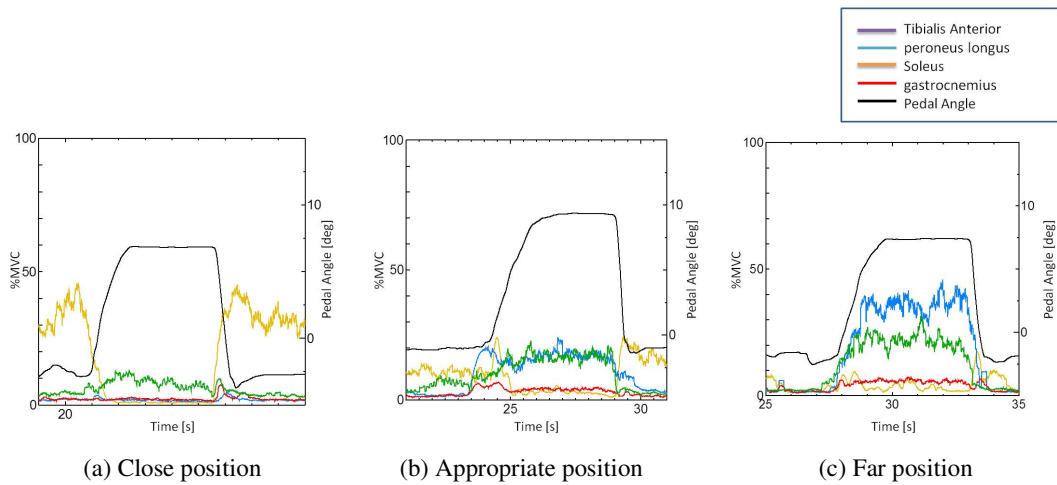 Tibialis Anterior
peroneus longus
Soleus
gastrocnemius
Pedal Angle
100
50
0
%MVC
20
Time [s]
10
0
Pedal Angle [deg]
100
50
0
%MVC
25
30
Time [s]
10
0
Pedal Angle [deg]
100
50
0
%MVC
25
30
35
Time [s]
10
0
Pedal Angle [deg]
(a) Close position
(b) Appropriate position
(c) Far position